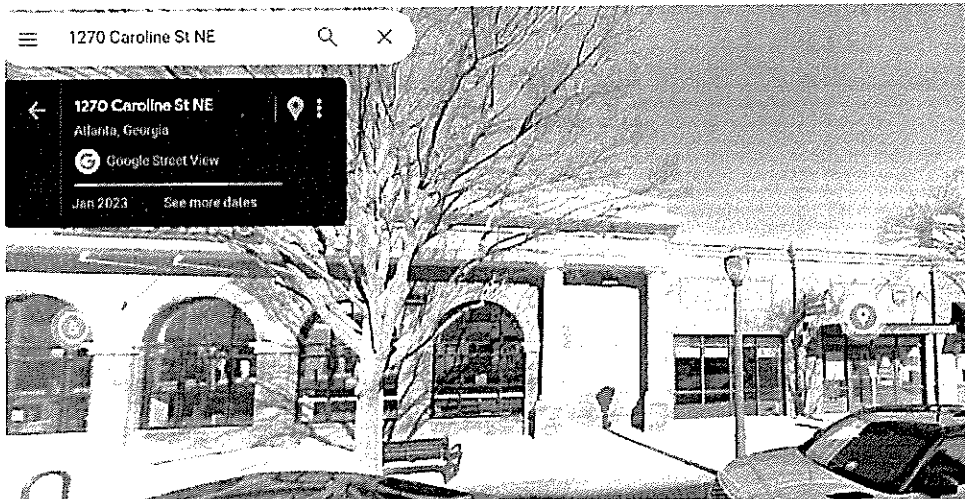 1270 Caroline St NE
1270 Caroline St NE
Atlanta, Georgia
Google Street View
Jan 2023
See more dates